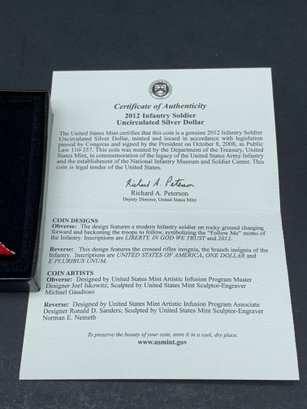 Certificate of Authenticity
2012 Infantry Soldier
Uncirculated Silver Dollar
The United States Mint certifies that this coin is a genuine 2012 Infantry Soldier
Uncirculated Silver Dollar, minted and issued in accordance with legislation
passed by Congress and signed by the President on October 8, 2008, as Public
Law 110-357. This coin was minted by the Department of the Treasury, United
States Mint, in commemoration of the legacy of the United States Army Infantry
and the establishment of the National Infantry Museum and Soldier Center. This
coin is legal tender of the United States.
Richard A. Peterson
Richard A. Peterson
Deputy Director, United States Mint
COIN DESIGNS
Obverse: The design features a modern Infantry soldier on rocky ground charging
forward and beckoning the troops to follow, symbolizing the "Follow Me" motto of
the Infantry. Inscriptions are LIBERTY, IN GOD WE TRUST and 2012.
Reverse: This design features the crossed rifles insignia, the branch insignia of the
Infantry. Inscriptions are UNITED STATES OF AMERICA, ONE DOLLAR and
E PLURIBUS UNUM.
COIN ARTISTS
Obverse: Designed by United States Mint Artistic Infusion Program Master
Designer Joel Iskowitz; Sculpted by United States Mint Sculptor-Engraver
Michael Gaudioso
Reverse: Designed by United States Mint Artistic Infusion Program Associate
Designer Ronald D. Sanders; Sculpted by United States Mint Sculptor-Engraver
Norman E. Nemeth
To preserve the beauty of your coin, store it in a cool, dry place.
www.usmint.gov